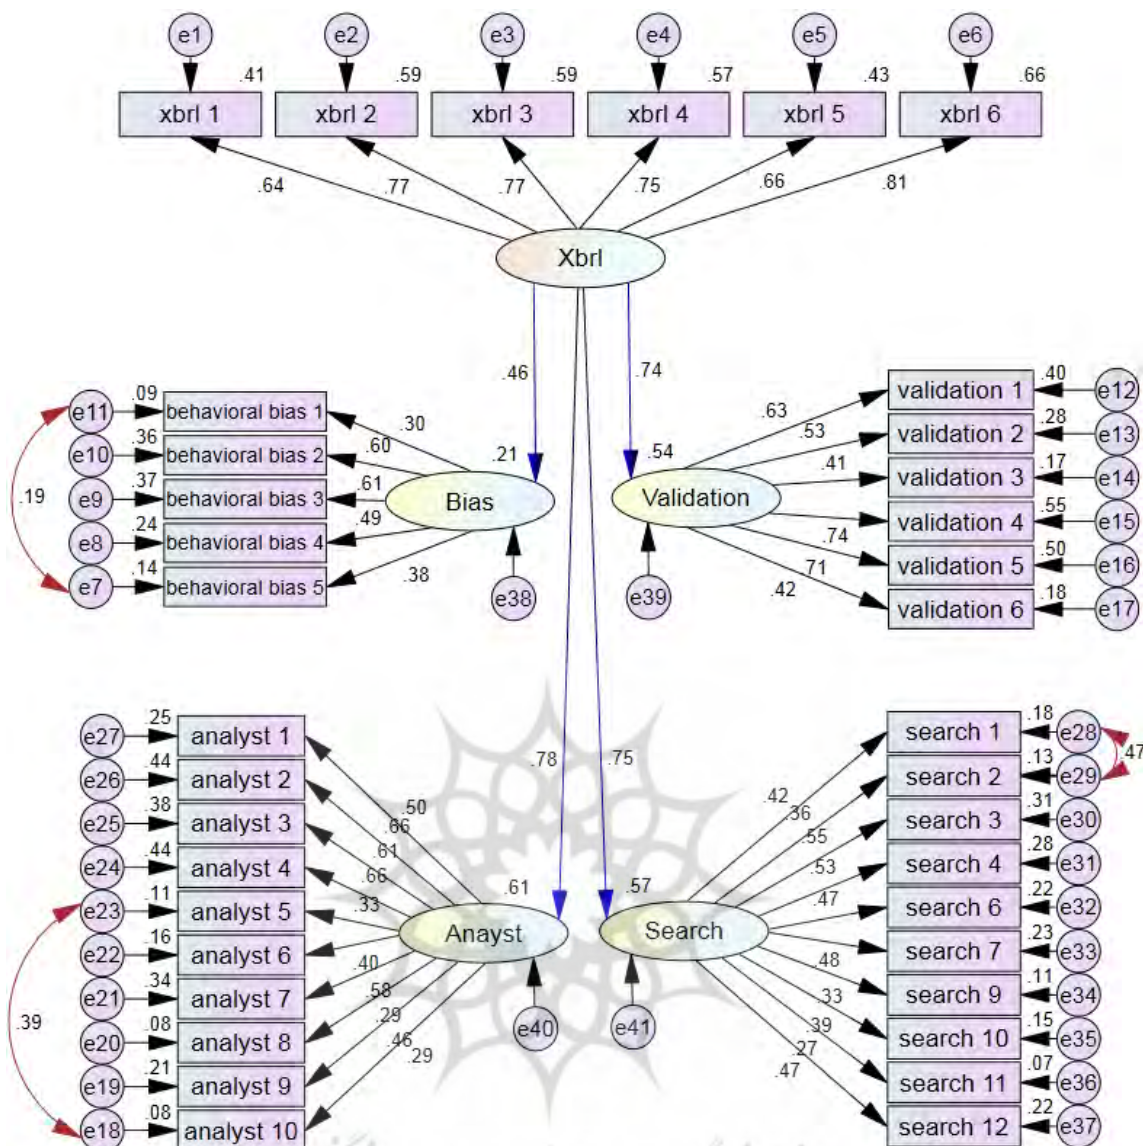 e1 e2 e3 e4 e5 e6
.41 .59 .59 .57 .43 .66
xbrl 1 xbrl 2 xbrl 3 xbrl 4 xbrl 5 xbrl 6
.64 .77 .77 .75 .66 .81
Xbrl
.46 .74
e11 .09 behavioral bias 1 .30
e10 .36 behavioral bias 2 .60
e9 .37 behavioral bias 3 .61
e8 .24 behavioral bias 4 .49
e7 .14 behavioral bias 5 .38
.19
.21
Bias
e38
.54
Validation
e39
.63 validation 1 .40 e12
.53 validation 2 .28 e13
.41 validation 3 .17 e14
.74 validation 4 .55 e15
.71 validation 5 .50 e16
.42 validation 6 .18 e17
.78 .75
e27 .25 analyst 1 .50
e26 .44 analyst 2 .66
e25 .38 analyst 3 .61
e24 .44 analyst 4 .66
e23 .11 analyst 5 .33
e22 .16 analyst 6 .40
e21 .34 analyst 7 .58
e20 .08 analyst 8 .29
e19 .21 analyst 9 .46
e18 .08 analyst 10 .29
.39
.61
Anayst
e40
.57
Search
e41
.42 search 1 .18 e28
.36 search 2 .13 e29
.55 search 3 .31 e30
.53 search 4 .28 e31
.47 search 6 .22 e32
.48 search 7 .23 e33
.33 search 9 .11 e34
.39 search 10 .15 e35
.27 search 11 .07 e36
.47 search 12 .22 e37
.47